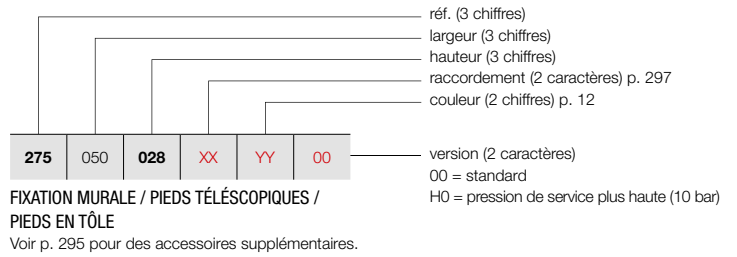 réf. (3 chiffres)
largeur (3 chiffres)
hauteur (3 chiffres)
raccordement (2 caractères) p. 297
couleur (2 chiffres) p. 12
275 050 028 XX YY 00
version (2 caractères)
00 = standard
H0 = pression de service plus haute (10 bar)
FIXATION MURALE / PIEDS TÉLÉSCOPIQUES /
PIEDS EN TÔLE
Voir p. 295 pour des accessoires supplémentaires.